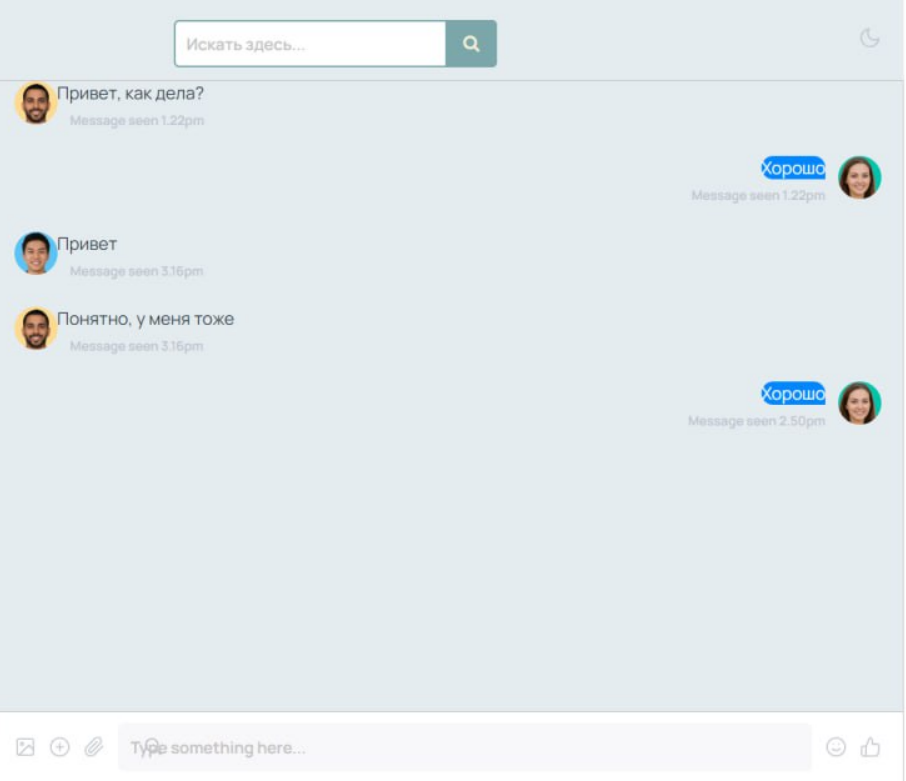 Искать здесь...
Привет, как дела?
Message seen 1.22pm
Хорошо
Message seen 1.22pm
Привет
Message seen 3.16pm
Понятно, у меня тоже
Message seen 3.16pm
Хорошо
Message seen 2.50pm
Type something here...